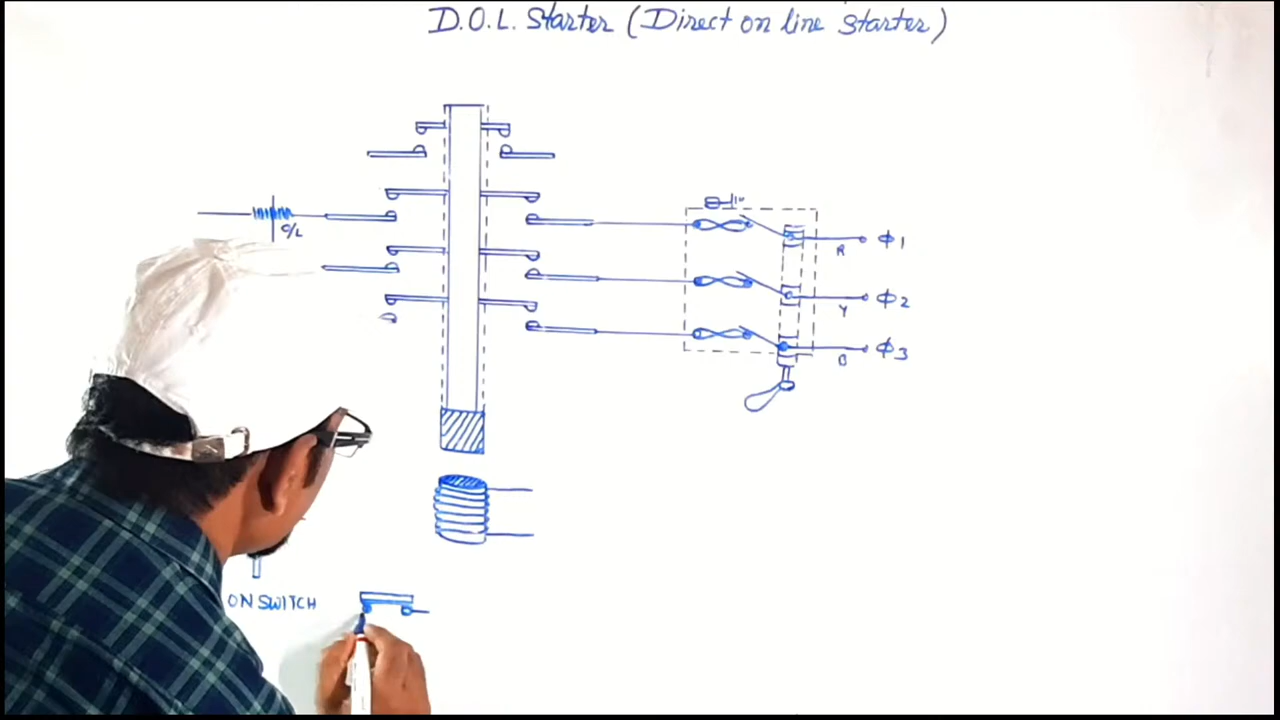 D.O.L. Starter (Direct on line starter)
O/L
R Φ1
Y Φ2
B Φ3
ON SWITCH